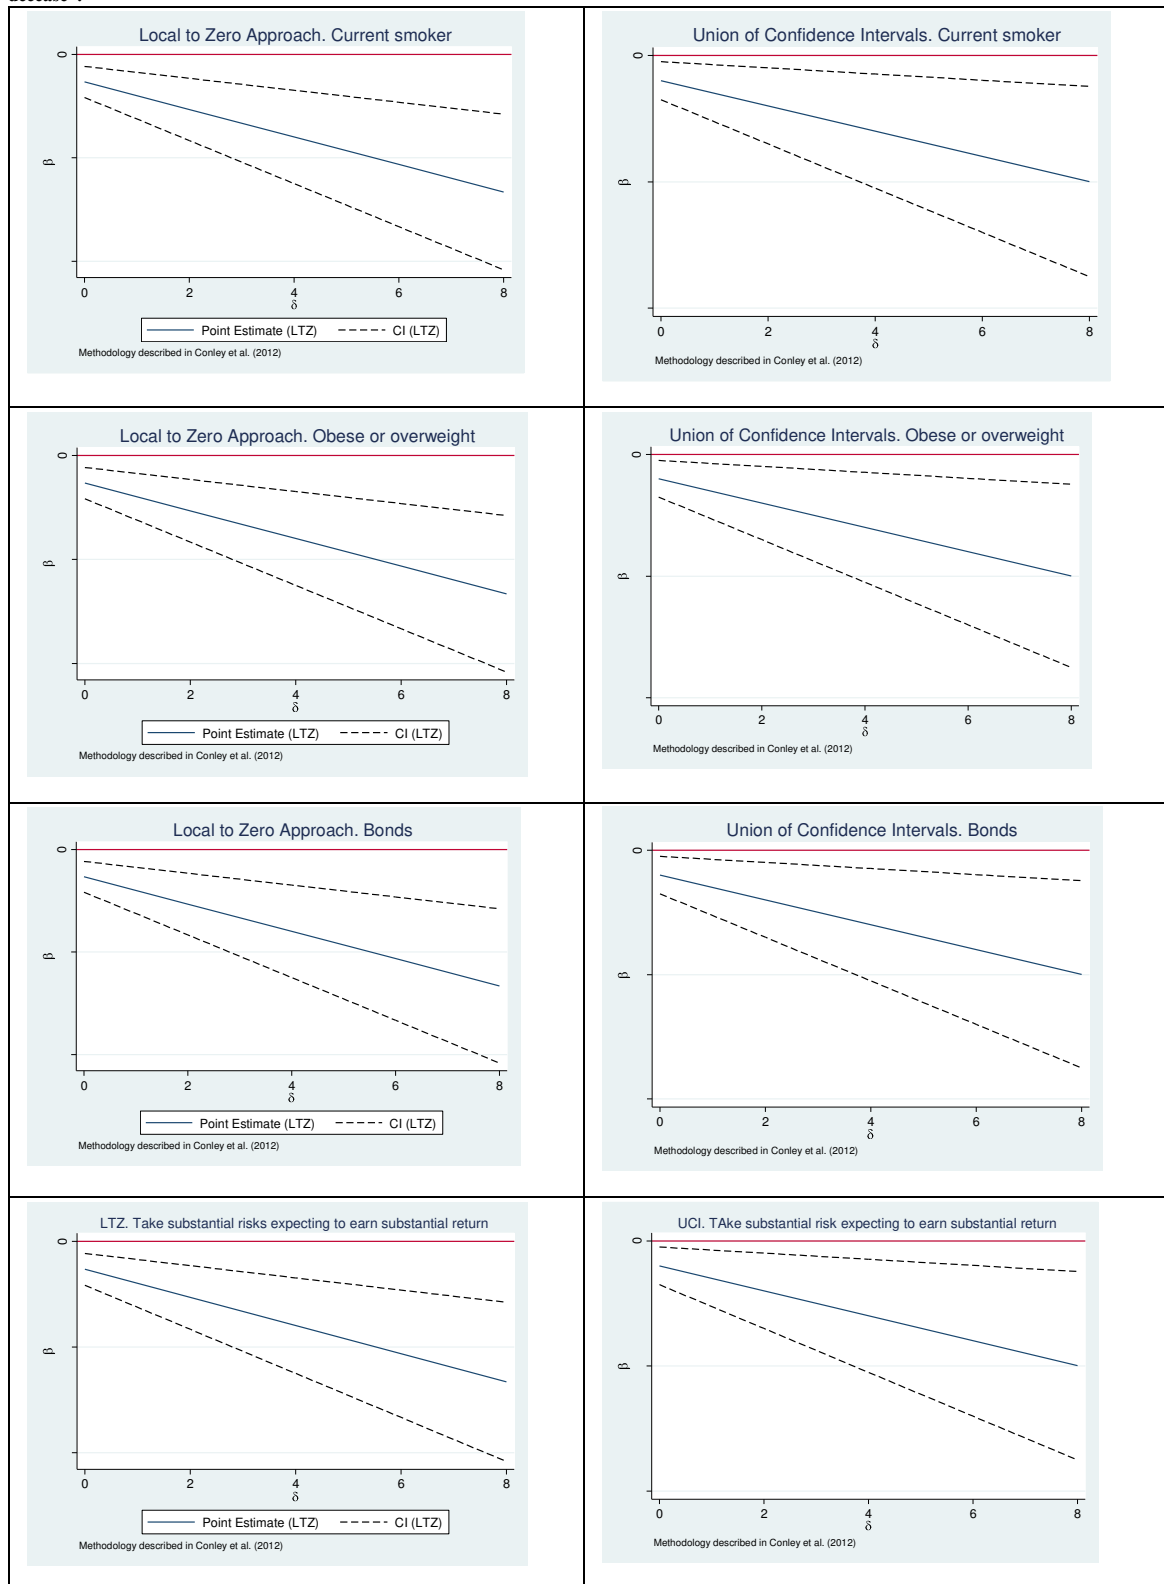 decease".
Local to Zero Approach. Current smoker
0
β
0 2 4 6 8
δ
Point Estimate (LTZ) CI (LTZ)
Methodology described in Conley et al. (2012)
Union of Confidence Intervals. Current smoker
0
β
0 2 4 6 8
δ
Methodology described in Conley et al. (2012)
Local to Zero Approach. Obese or overweight
0
β
0 2 4 6 8
δ
Point Estimate (LTZ) CI (LTZ)
Methodology described in Conley et al. (2012)
Union of Confidence Intervals. Obese or overweight
0
β
0 2 4 6 8
δ
Methodology described in Conley et al. (2012)
Local to Zero Approach. Bonds
0
β
0 2 4 6 8
δ
Point Estimate (LTZ) CI (LTZ)
Methodology described in Conley et al. (2012)
Union of Confidence Intervals. Bonds
0
β
0 2 4 6 8
δ
Methodology described in Conley et al. (2012)
LTZ. Take substantial risks expecting to earn substantial return
0
β
0 2 4 6 8
δ
Point Estimate (LTZ) CI (LTZ)
Methodology described in Conley et al. (2012)
UCI. TAke substantial risk expecting to earn substantial return
0
β
0 2 4 6 8
δ
Methodology described in Conley et al. (2012)